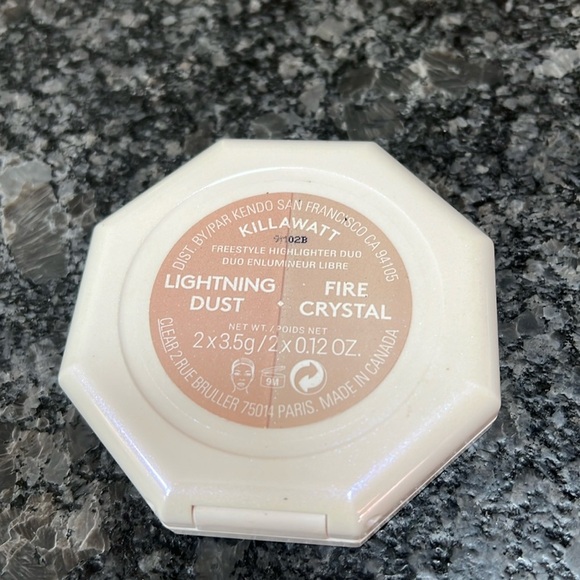 DIST. BY/PAR KENDO SAN FRANCISCO CA 94105
KILLAWATT
FREESTYLE HIGHLIGHTER DUO
DUO ENLUMINEUR LIBRE
LIGHTNING DUST
FIRE CRYSTAL
NET WT. / POIDS NET
2 x 3.5g / 2 x 0.12 OZ.
9M
CLEAR 2 RUE BRULLER 75014 PARIS. MADE IN CANADA